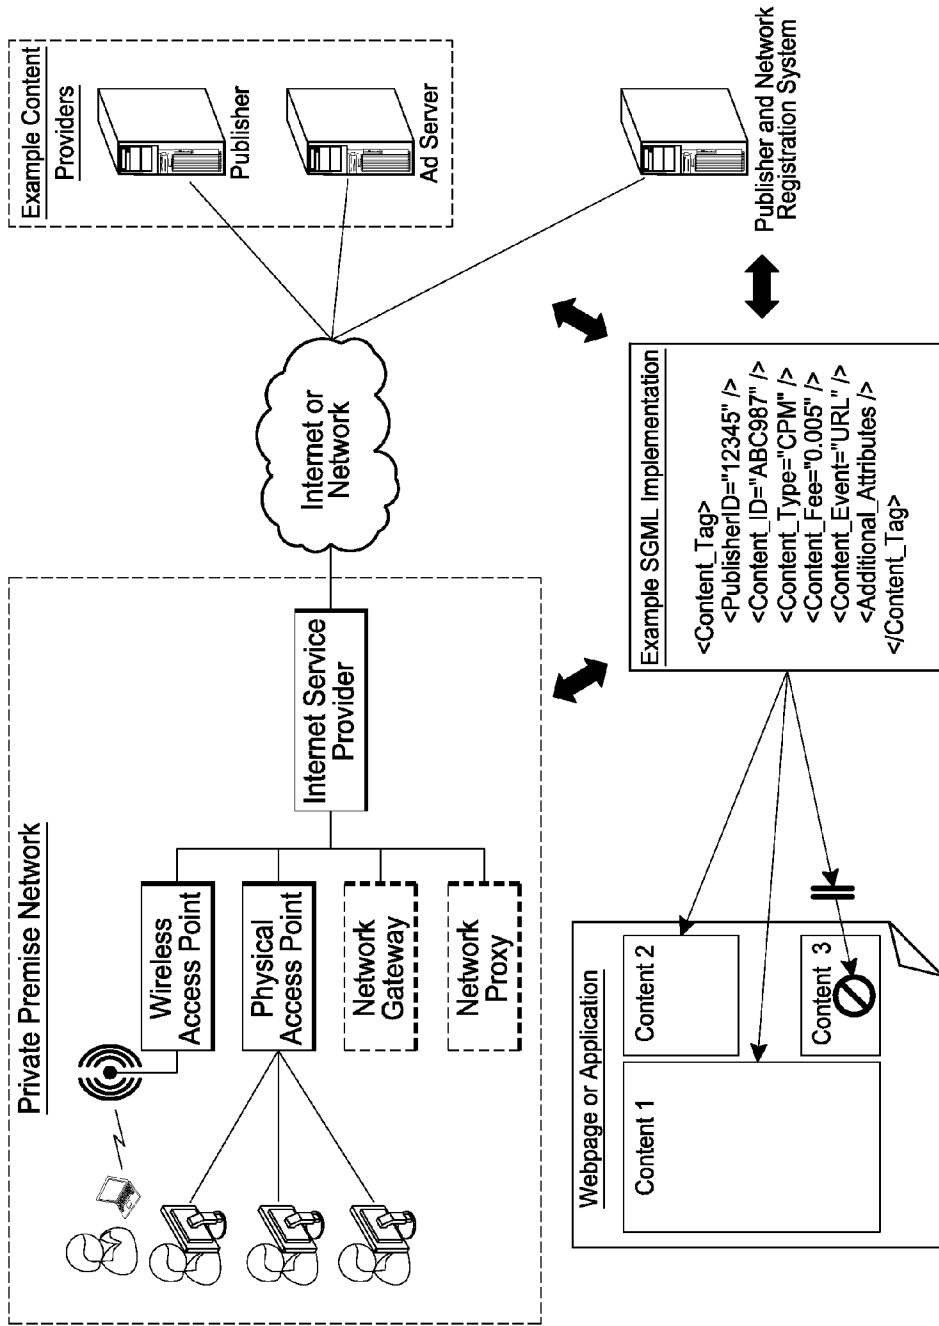 Private Premise Network
Wireless
Access Point
Physical
Access Point
Network
Gateway
Network
Proxy
Internet Service
Provider
Internet or
Network
Example Content
Providers
Publisher
Ad Server
Publisher and Network
Registration System
Webpage or Application
Content 1
Content 2
Content 3
Example SGML Implementation
<Content_Tag>
<PublisherID="12345" />
<Content_ID="ABC987" />
<Content_Type="CPM" />
<Content_Fee="0.005" />
<Content_Event="URL" />
<Additional_Attributes />
</Content_Tag>